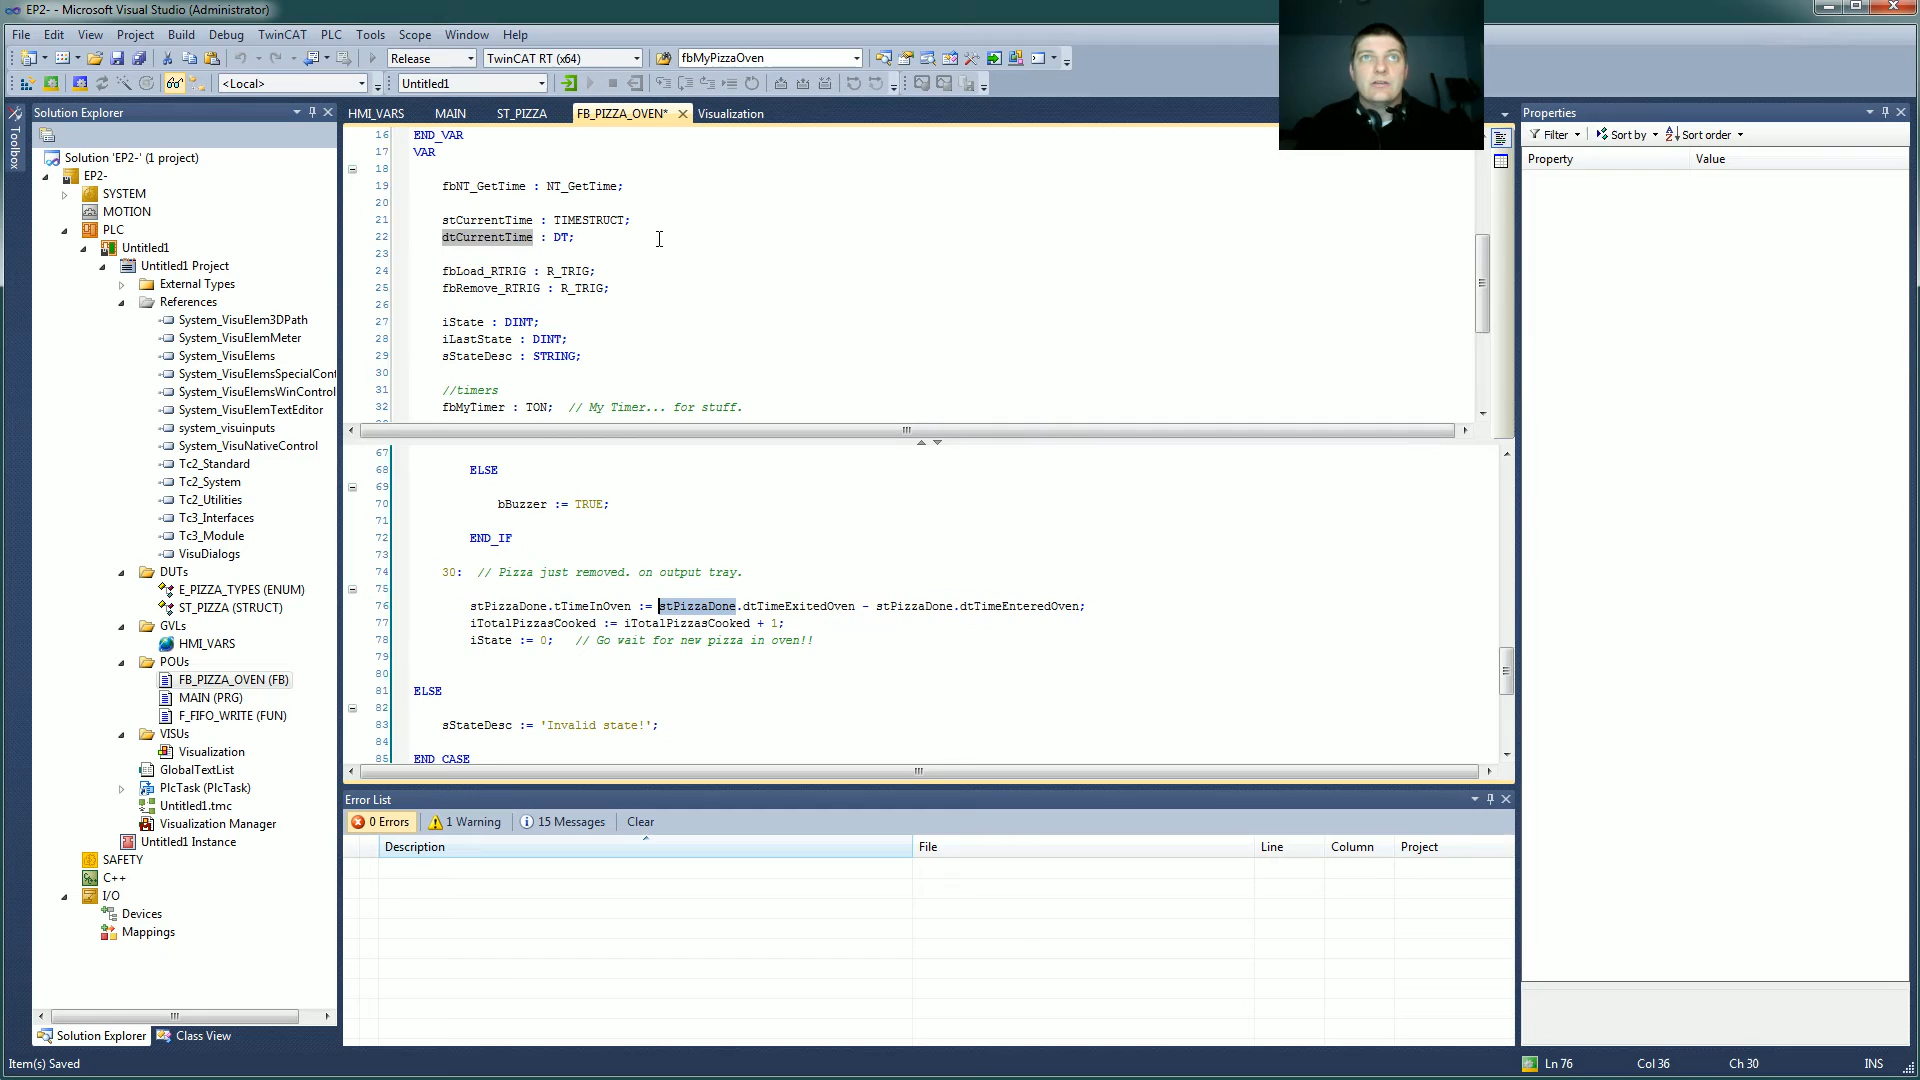 EP2- - Microsoft Visual Studio (Administrator)
File Edit View Project Build Debug TwinCAT PLC Tools Scope Window Help
Release TwinCAT RT (x64) fbMyPizzaOven
<Local> Untitled1
Solution Explorer
Toolbox
Solution 'EP2-' (1 project)
EP2-
SYSTEM
MOTION
PLC
Untitled1
Untitled1 Project
External Types
References
System_VisuElem3DPath
System_VisuElemMeter
System_VisuElems
System_VisuElemsSpecialCont
System_VisuElemsWinControl
System_VisuElemTextEditor
system_visuinputs
System_VisuNativeControl
Tc2_Standard
Tc2_System
Tc2_Utilities
Tc3_Interfaces
Tc3_Module
VisuDialogs
DUTs
E_PIZZA_TYPES (ENUM)
ST_PIZZA (STRUCT)
GVLs
HMI_VARS
POUs
FB_PIZZA_OVEN (FB)
MAIN (PRG)
F_FIFO_WRITE (FUN)
VISUs
Visualization
GlobalTextList
PlcTask (PlcTask)
Untitled1.tmc
Visualization Manager
Untitled1 Instance
SAFETY
C++
I/O
Devices
Mappings
Solution Explorer Class View
HMI_VARS MAIN ST_PIZZA FB_PIZZA_OVEN* Visualization
16 END_VAR
17 VAR
18
19 fbNT_GetTime : NT_GetTime;
20
21 stCurrentTime : TIMESTRUCT;
22 dtCurrentTime : DT;
23
24 fbLoad_RTRIG : R_TRIG;
25 fbRemove_RTRIG : R_TRIG;
26
27 iState : DINT;
28 iLastState : DINT;
29 sStateDesc : STRING;
30
31 //timers
32 fbMyTimer : TON; // My Timer... for stuff.
67
68 ELSE
69
70 bBuzzer := TRUE;
71
72 END_IF
73
74 30: // Pizza just removed. on output tray.
75
76 stPizzaDone.tTimeInOven := stPizzaDone.dtTimeExitedOven - stPizzaDone.dtTimeEnteredOven;
77 iTotalPizzasCooked := iTotalPizzasCooked + 1;
78 iState := 0; // Go wait for new pizza in oven!!
79
80
81 ELSE
82
83 sStateDesc := 'Invalid state!';
84
85 END_CASE
Error List
0 Errors 1 Warning 15 Messages Clear
Description File Line Column Project
Properties
Filter Sort by Sort order
Property Value
Item(s) Saved Ln 76 Col 36 Ch 30 INS